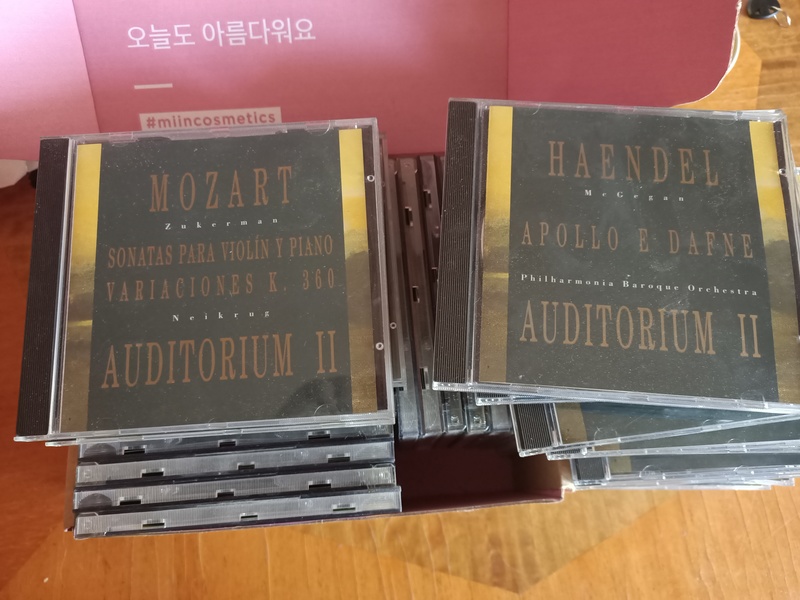 오늘도 아름다워요
#miincosmetics
MOZART
Zukerman
SONATAS PARA VIOLÍN Y PIANO
VARIACIONES K. 360
Neikrug
AUDITORIUM II
HAENDEL
McGegan
APOLLO E DAFNE
Philharmonia Baroque Orchestra
AUDITORIUM II